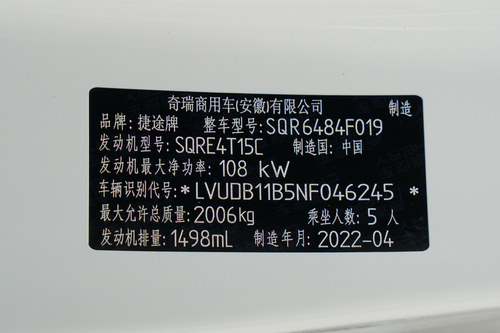 奇瑞商用车(安徽)有限公司 制造
品牌: 捷途牌 整车型号: SQR6484F019
发动机型号: SQRE4T15C 制造国: 中国
发动机最大净功率: 108 kW
车辆识别代号: *LVUDB11B5NF046245*
最大允许总质量: 2006kg 乘坐人数: 5 人
发动机排量: 1498mL 制造年月: 2022-04